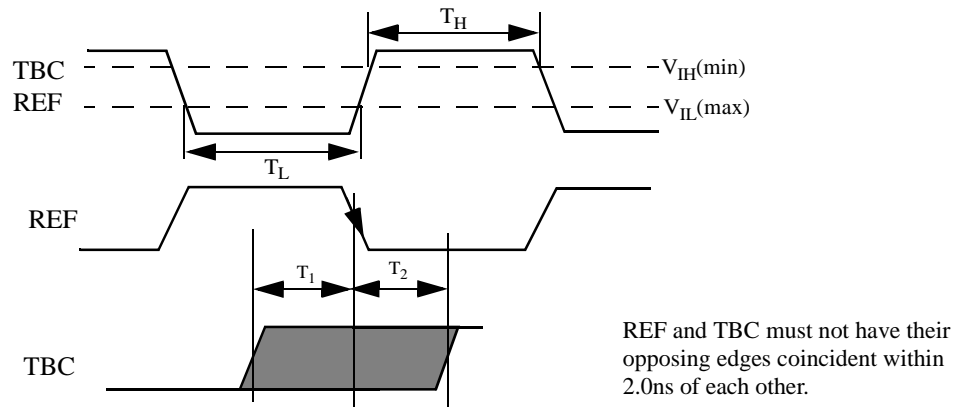 T_H
TBC
V_IH(min)
REF
V_IL(max)
T_L
REF
T_1
T_2
TBC
REF and TBC must not have their
opposing edges coincident within
2.0ns of each other.